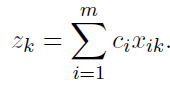 $z_k = \sum_{i=1}^{m} c_i x_{ik}.$